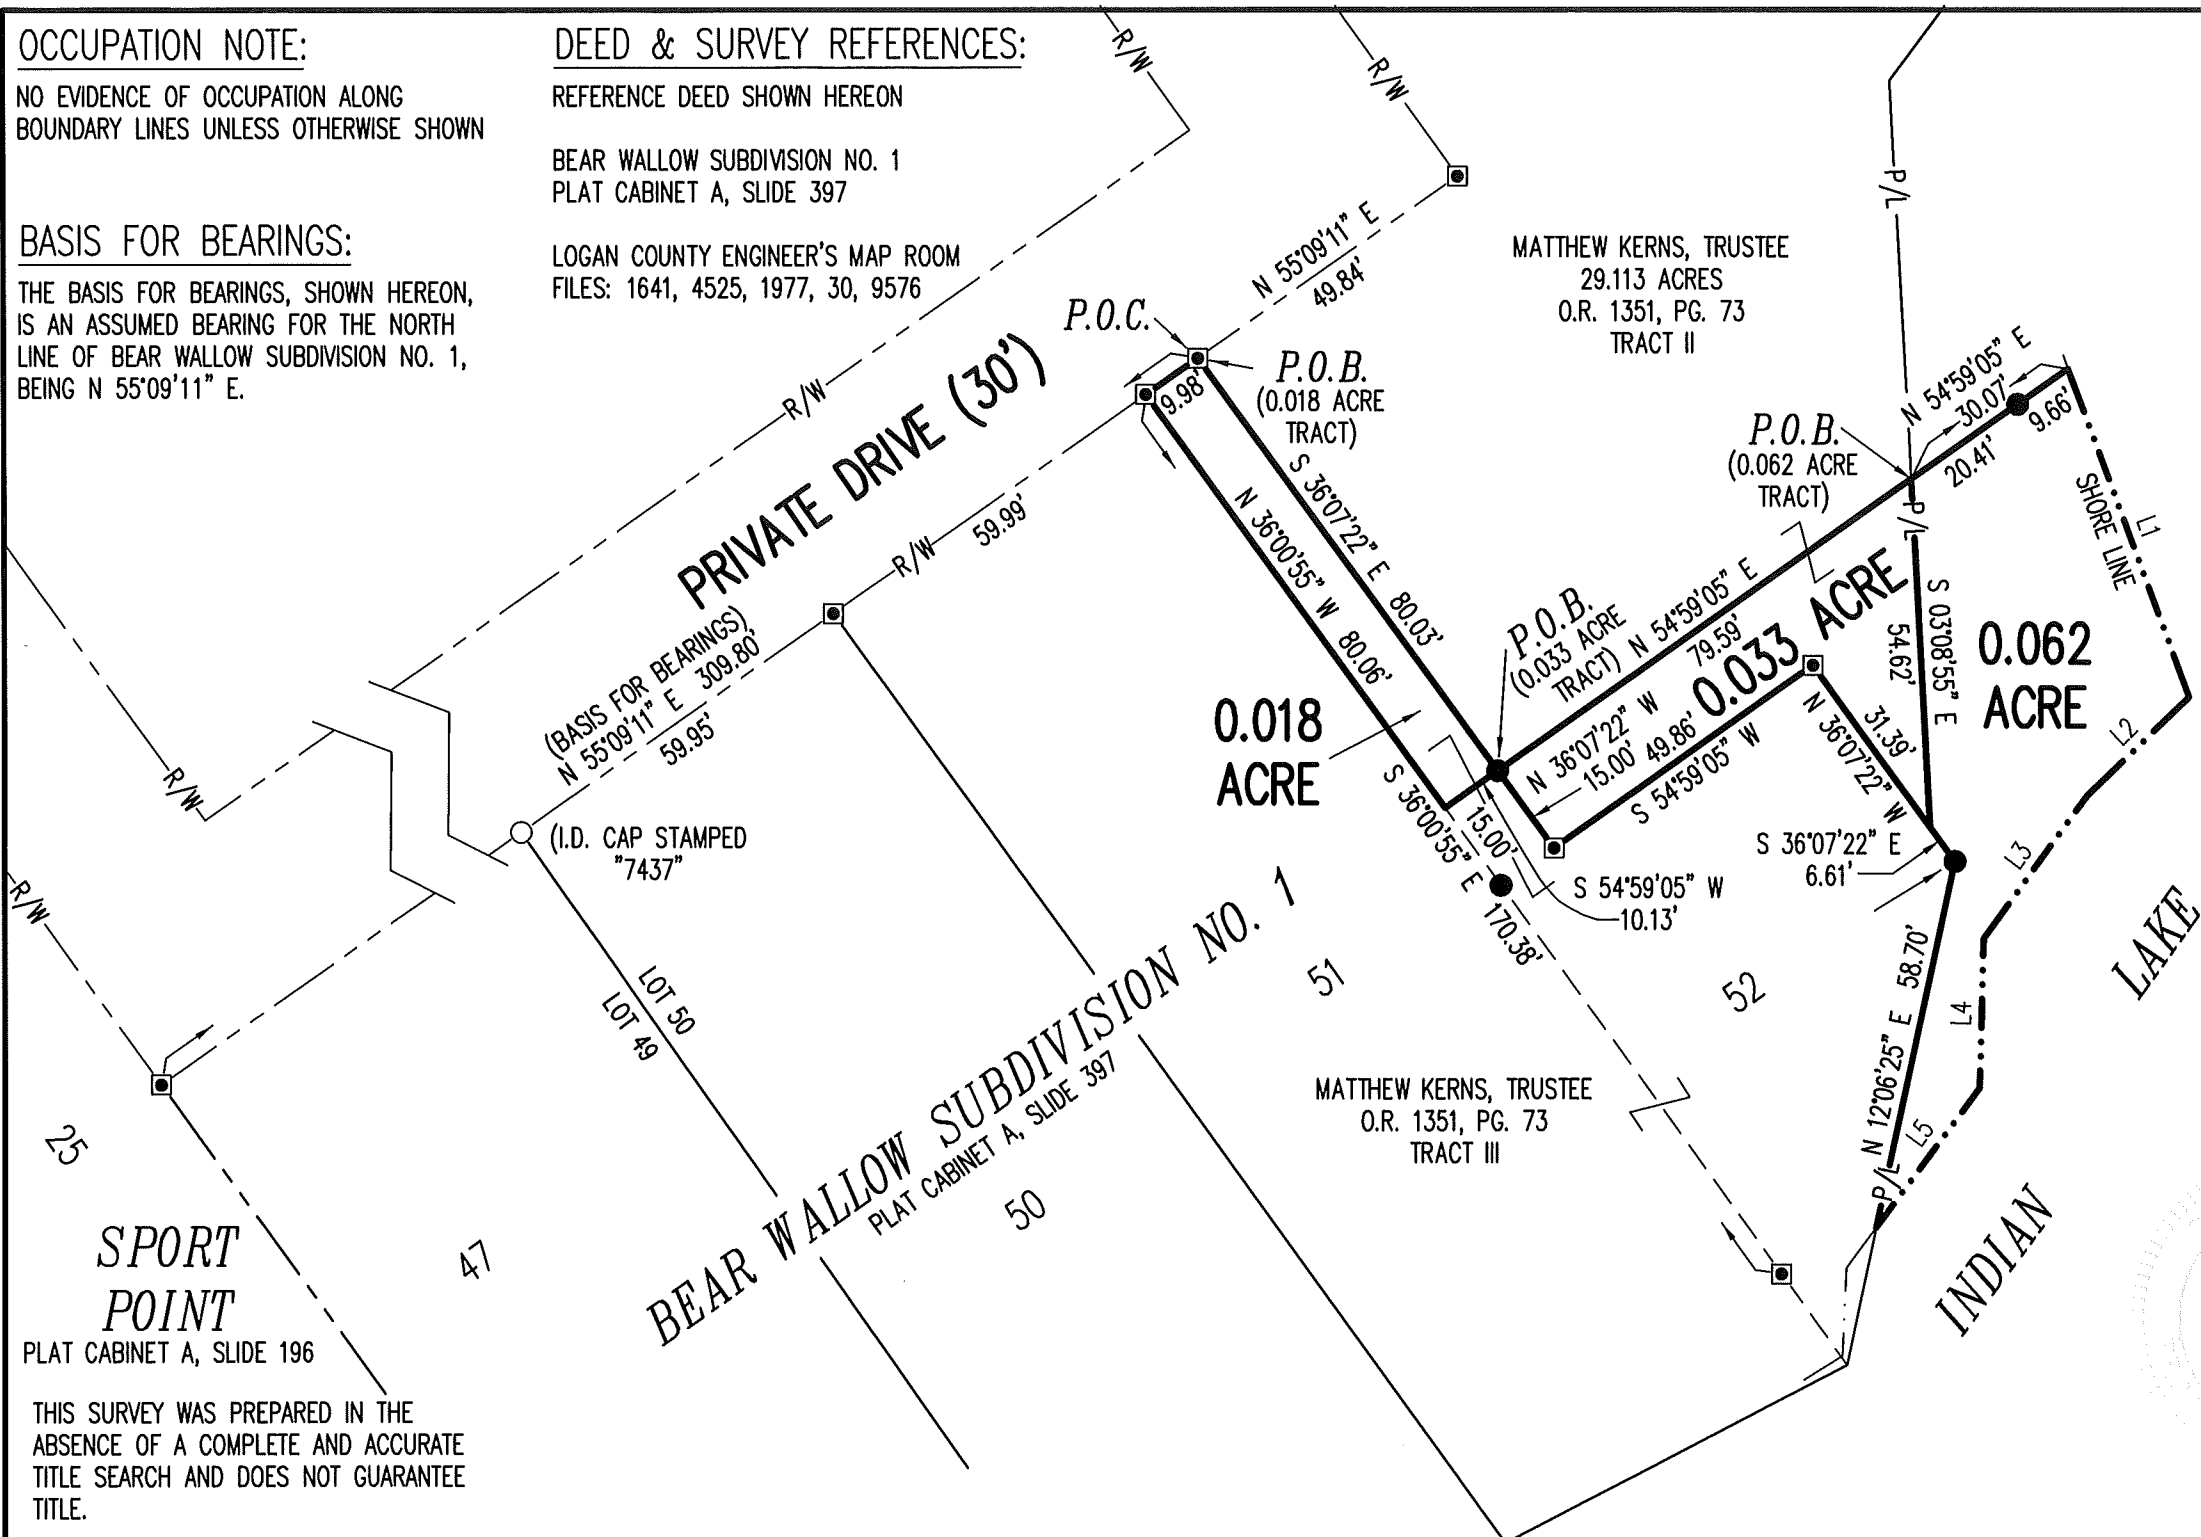 OCCUPATION NOTE:
NO EVIDENCE OF OCCUPATION ALONG
BOUNDARY LINES UNLESS OTHERWISE SHOWN
BASIS FOR BEARINGS:
THE BASIS FOR BEARINGS, SHOWN HEREON,
IS AN ASSUMED BEARING FOR THE NORTH
LINE OF BEAR WALLOW SUBDIVISION NO. 1,
BEING N 55°09'11" E.
DEED & SURVEY REFERENCES:
REFERENCE DEED SHOWN HEREON
BEAR WALLOW SUBDIVISION NO. 1
PLAT CABINET A, SLIDE 397
LOGAN COUNTY ENGINEER'S MAP ROOM
FILES: 1641, 4525, 1977, 30, 9576
R/W
R/W
N 55°09'11" E
49.84'
P.O.C.
P.O.B.
(0.018 ACRE
TRACT)
9.98'
MATTHEW KERNS, TRUSTEE
29.113 ACRES
O.R. 1351, PG. 73
TRACT II
P/L
N 54°59'05" E
30.07'
9.66'
20.41'
P.O.B.
(0.062 ACRE
TRACT)
P/L
SHORE LINE
L1
R/W
PRIVATE DRIVE (30')
R/W
59.99'
S 36°07'22" E 80.03'
N 36°00'55" W 80.06'
P.O.B.
(0.033 ACRE
TRACT)
N 54°59'05" E
79.59'
0.033 ACRE
S 03°08'55" E
54.62'
0.062
ACRE
(BASIS FOR BEARINGS)
N 55°09'11" E 309.80'
59.95'
0.018
ACRE
N 36°07'22" W
15.00'
49.86'
S 54°59'05" W
31.39'
N 36°07'22" W
L2
R/W
(I.D. CAP STAMPED
"7437"
S 36°00'55" E 170.38'
15.00'
S 54°59'05" W
10.13'
S 36°07'22" E
6.61'
L3
R/W
LOT 50
LOT 49
51
52
58.70'
N 12°06'25" E
L4
LAKE
BEAR WALLOW SUBDIVISION NO. 1
PLAT CABINET A, SLIDE 397
MATTHEW KERNS, TRUSTEE
O.R. 1351, PG. 73
TRACT III
L5
P/L
25
47
50
INDIAN
SPORT
POINT
PLAT CABINET A, SLIDE 196
THIS SURVEY WAS PREPARED IN THE
ABSENCE OF A COMPLETE AND ACCURATE
TITLE SEARCH AND DOES NOT GUARANTEE
TITLE.